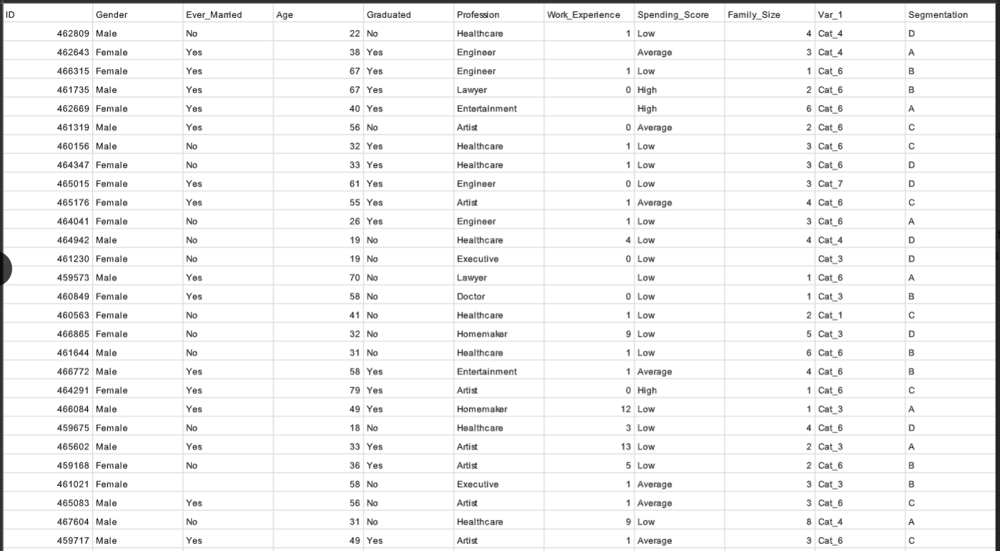 ID Gender Ever_Married Age Graduated Profession Work_Experience Spending_Score Family_Size Var_1 Segmentation
462809 Male No 22 No Healthcare 1 Low 4 Cat_4 D
462643 Female Yes 38 Yes Engineer Average 3 Cat_4 A
466315 Female Yes 67 Yes Engineer 1 Low 1 Cat_6 B
461735 Male Yes 67 Yes Lawyer 0 High 2 Cat_6 B
462669 Female Yes 40 Yes Entertainment High 6 Cat_6 A
461319 Male Yes 56 No Artist 0 Average 2 Cat_6 C
460156 Male No 32 Yes Healthcare 1 Low 3 Cat_6 C
464347 Female No 33 Yes Healthcare 1 Low 3 Cat_6 D
465015 Female Yes 61 Yes Engineer 0 Low 3 Cat_7 D
465176 Female Yes 55 Yes Artist 1 Average 4 Cat_6 C
464041 Female No 26 Yes Engineer 1 Low 3 Cat_6 A
464942 Male No 19 No Healthcare 4 Low 4 Cat_4 D
461230 Female No 19 No Executive 0 Low Cat_3 D
459573 Male Yes 70 No Lawyer Low 1 Cat_6 A
460849 Female Yes 58 No Doctor 0 Low 1 Cat_3 B
460563 Female No 41 No Healthcare 1 Low 2 Cat_1 C
466865 Female No 32 No Homemaker 9 Low 5 Cat_3 D
461644 Male No 31 No Healthcare 1 Low 6 Cat_6 B
466772 Male Yes 58 Yes Entertainment 1 Average 4 Cat_6 B
464291 Female Yes 79 Yes Artist 0 High 1 Cat_6 C
466084 Male Yes 49 Yes Homemaker 12 Low 1 Cat_3 A
459675 Female No 18 No Healthcare 3 Low 4 Cat_6 D
465602 Male Yes 33 Yes Artist 13 Low 2 Cat_3 A
459168 Female No 36 Yes Artist 5 Low 2 Cat_6 B
461021 Female 58 No Executive 1 Average 3 Cat_3 B
465083 Male Yes 56 No Artist 1 Average 3 Cat_6 C
467604 Male No 31 No Healthcare 9 Low 8 Cat_4 A
459717 Male Yes 49 Yes Artist 1 Average 3 Cat_6 C